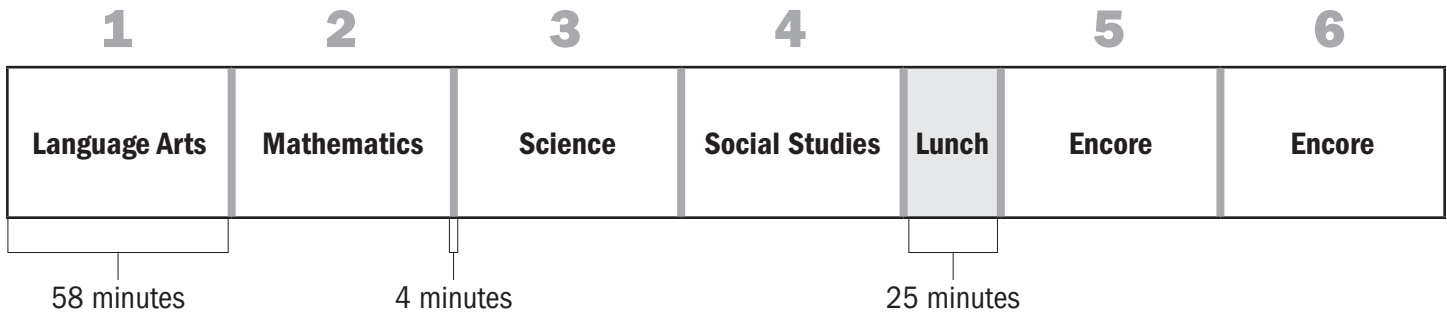 1 2 3 4 5 6
Language Arts Mathematics Science Social Studies Lunch Encore Encore
58 minutes 4 minutes 25 minutes